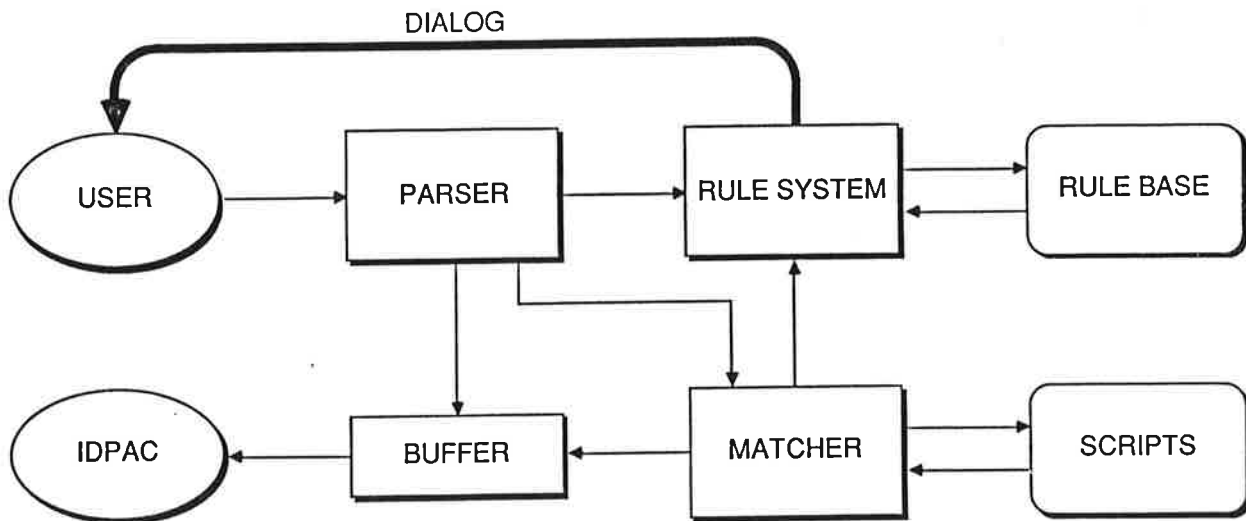 DIALOG
USER
PARSER
RULE SYSTEM
RULE BASE
IDPAC
BUFFER
MATCHER
SCRIPTS